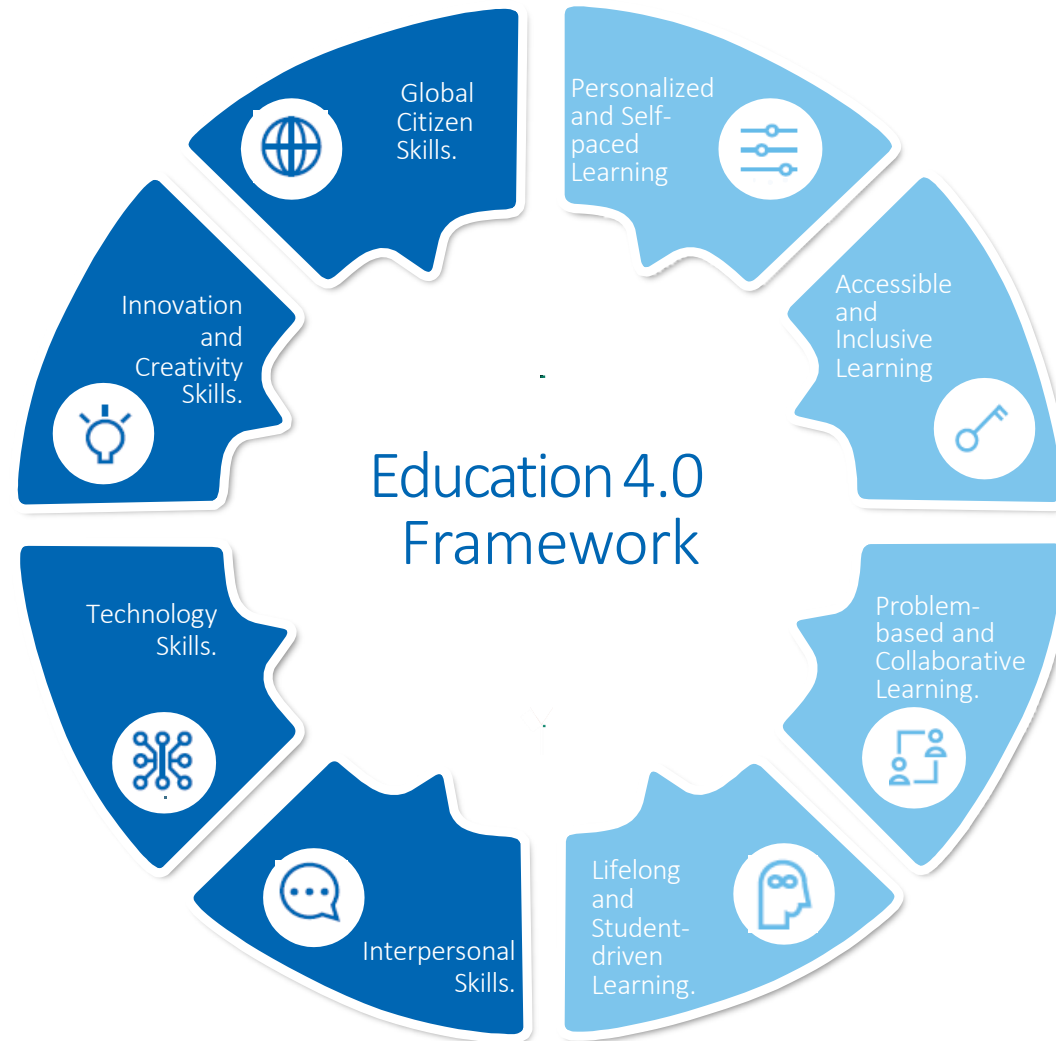 Global
Citizen
Skills.
Personalized
and Self-
paced
Learning
Accessible
and
Inclusive
Learning
Innovation
and
Creativity
Skills.
Education 4.0
Framework
Technology
Skills.
Problem-
based and
Collaborative
Learning.
Lifelong
and
Student-
driven
Learning.
Interpersonal
Skills.